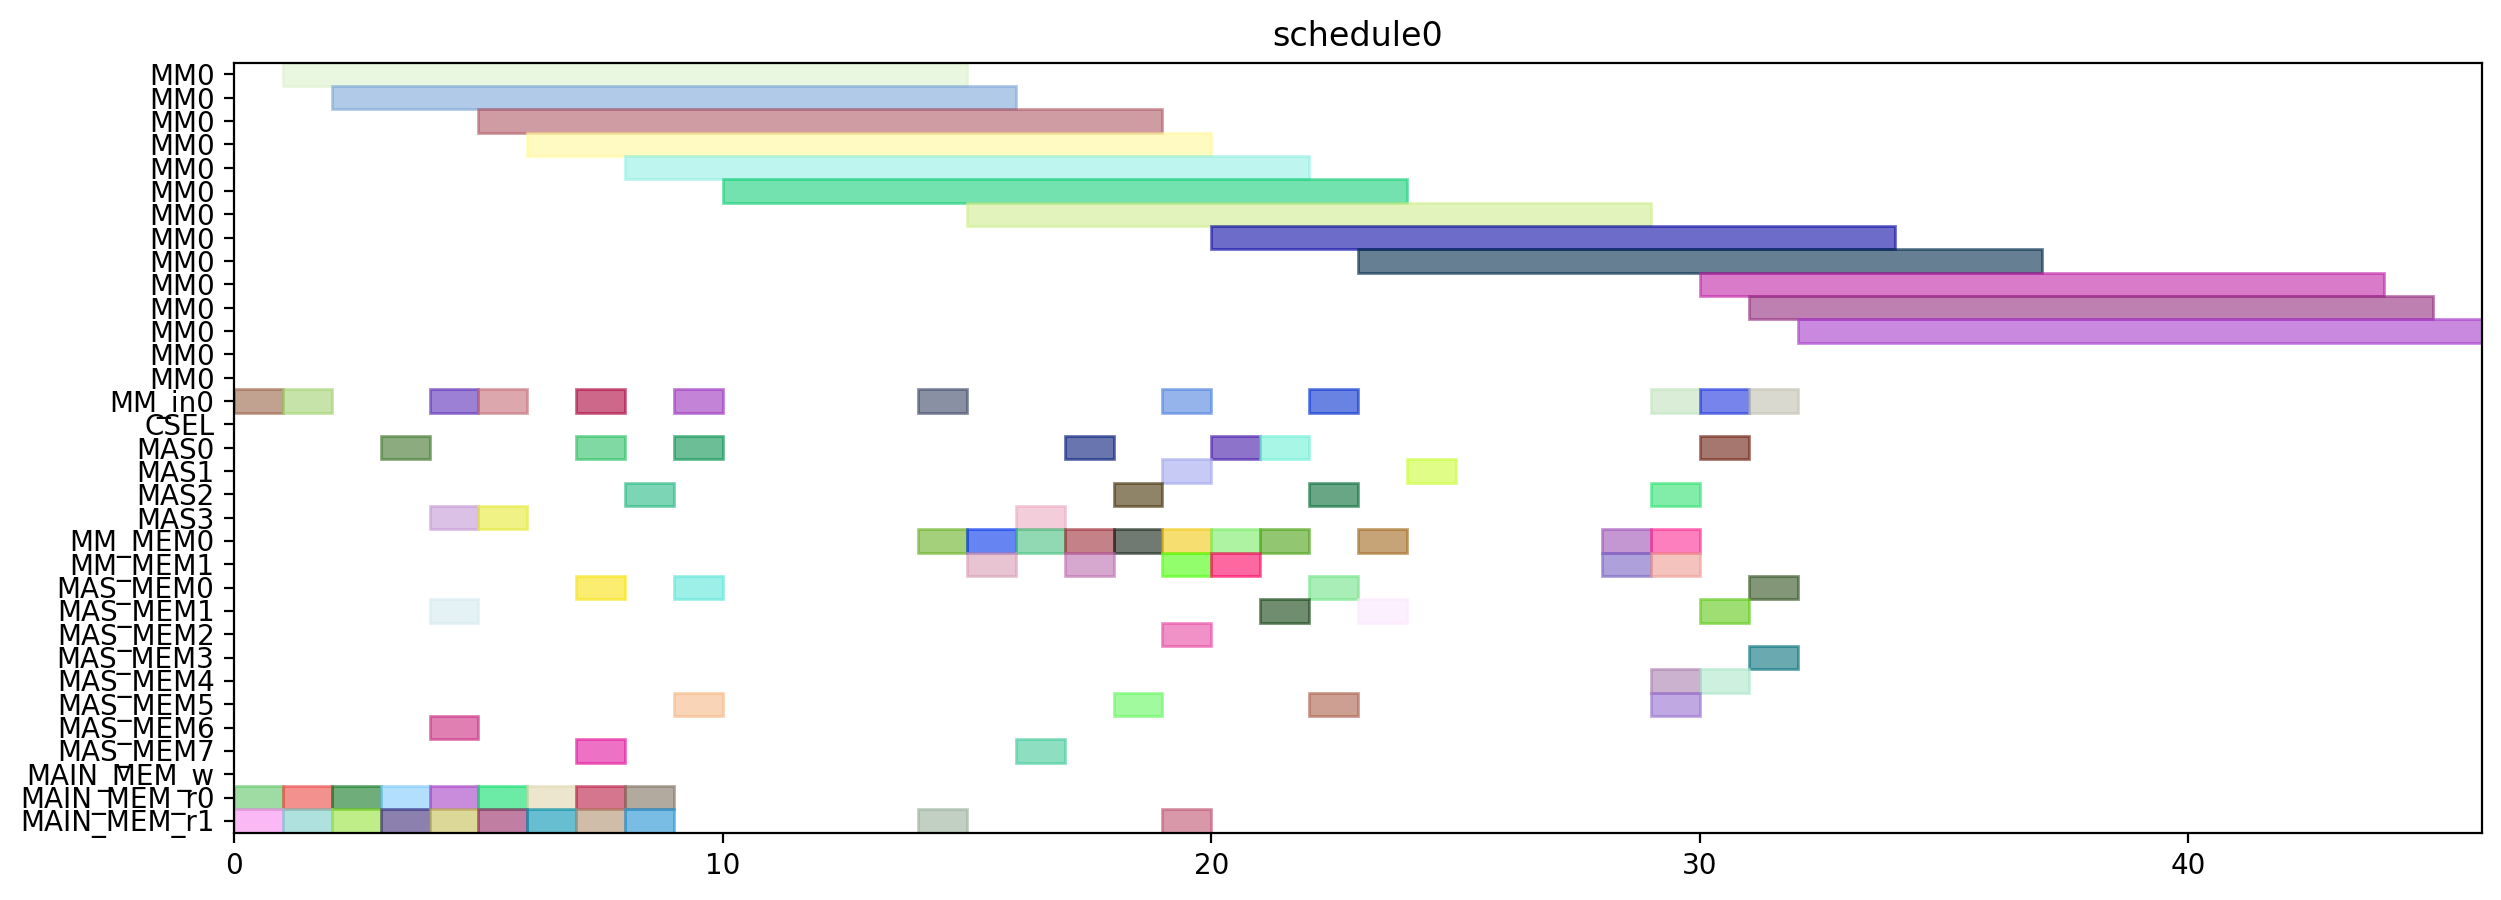 schedule0
MM0
MM0
MM0
MM0
MM0
MM0
MM0
MM0
MM0
MM0
MM0
MM0
MM0
MM0
MM_in0
CSEL
MAS0
MAS1
MAS2
MAS3
MM_MEM0
MM_MEM1
MAS_MEM0
MAS_MEM1
MAS_MEM2
MAS_MEM3
MAS_MEM4
MAS_MEM5
MAS_MEM6
MAS_MEM7
MAIN_MEM_w
MAIN_MEM_r0
MAIN_MEM_r1
0 10 20 30 40